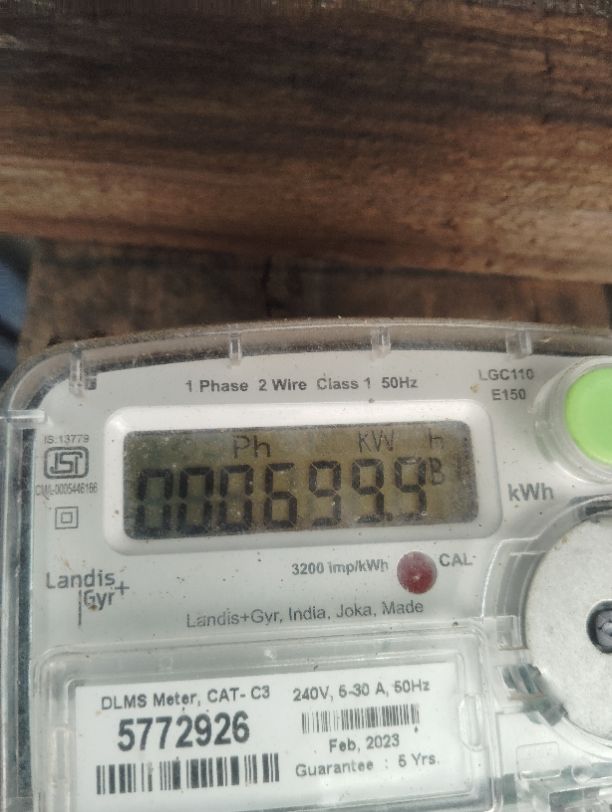 1 Phase 2 Wire Class 1 50Hz
LGC110
E150
IS:13779
CM/L-0005446166
Ph KW h
0006999 B
kWh
3200 imp/kWh
CAL
Landis
Gyr+
Landis+Gyr, India, Joka, Made
DLMS Meter, CAT- C3
240V, 5-30 A, 50Hz
5772926
Feb, 2023
Guarantee : 5 Yrs.